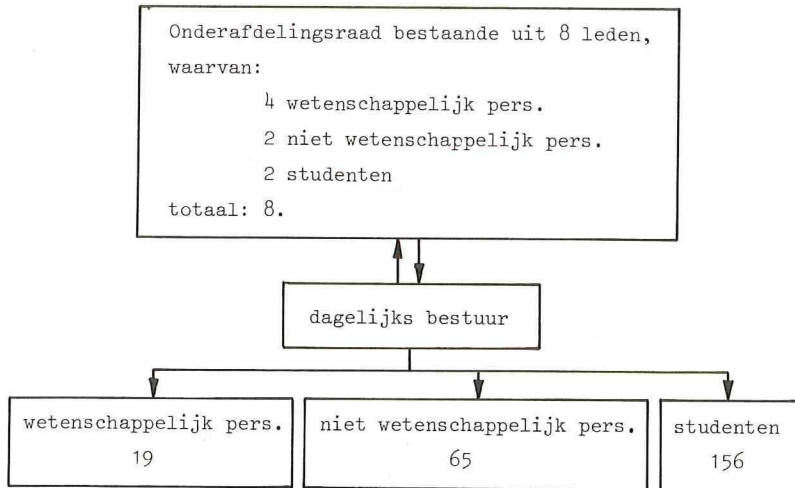 Onderafdelingsraad bestaande uit 8 leden,
waarvan:
4 wetenschappelijk pers.
2 niet wetenschappelijk pers.
2 studenten
totaal: 8.
dagelijks bestuur
wetenschappelijk pers.
19
niet wetenschappelijk pers.
65
studenten
156